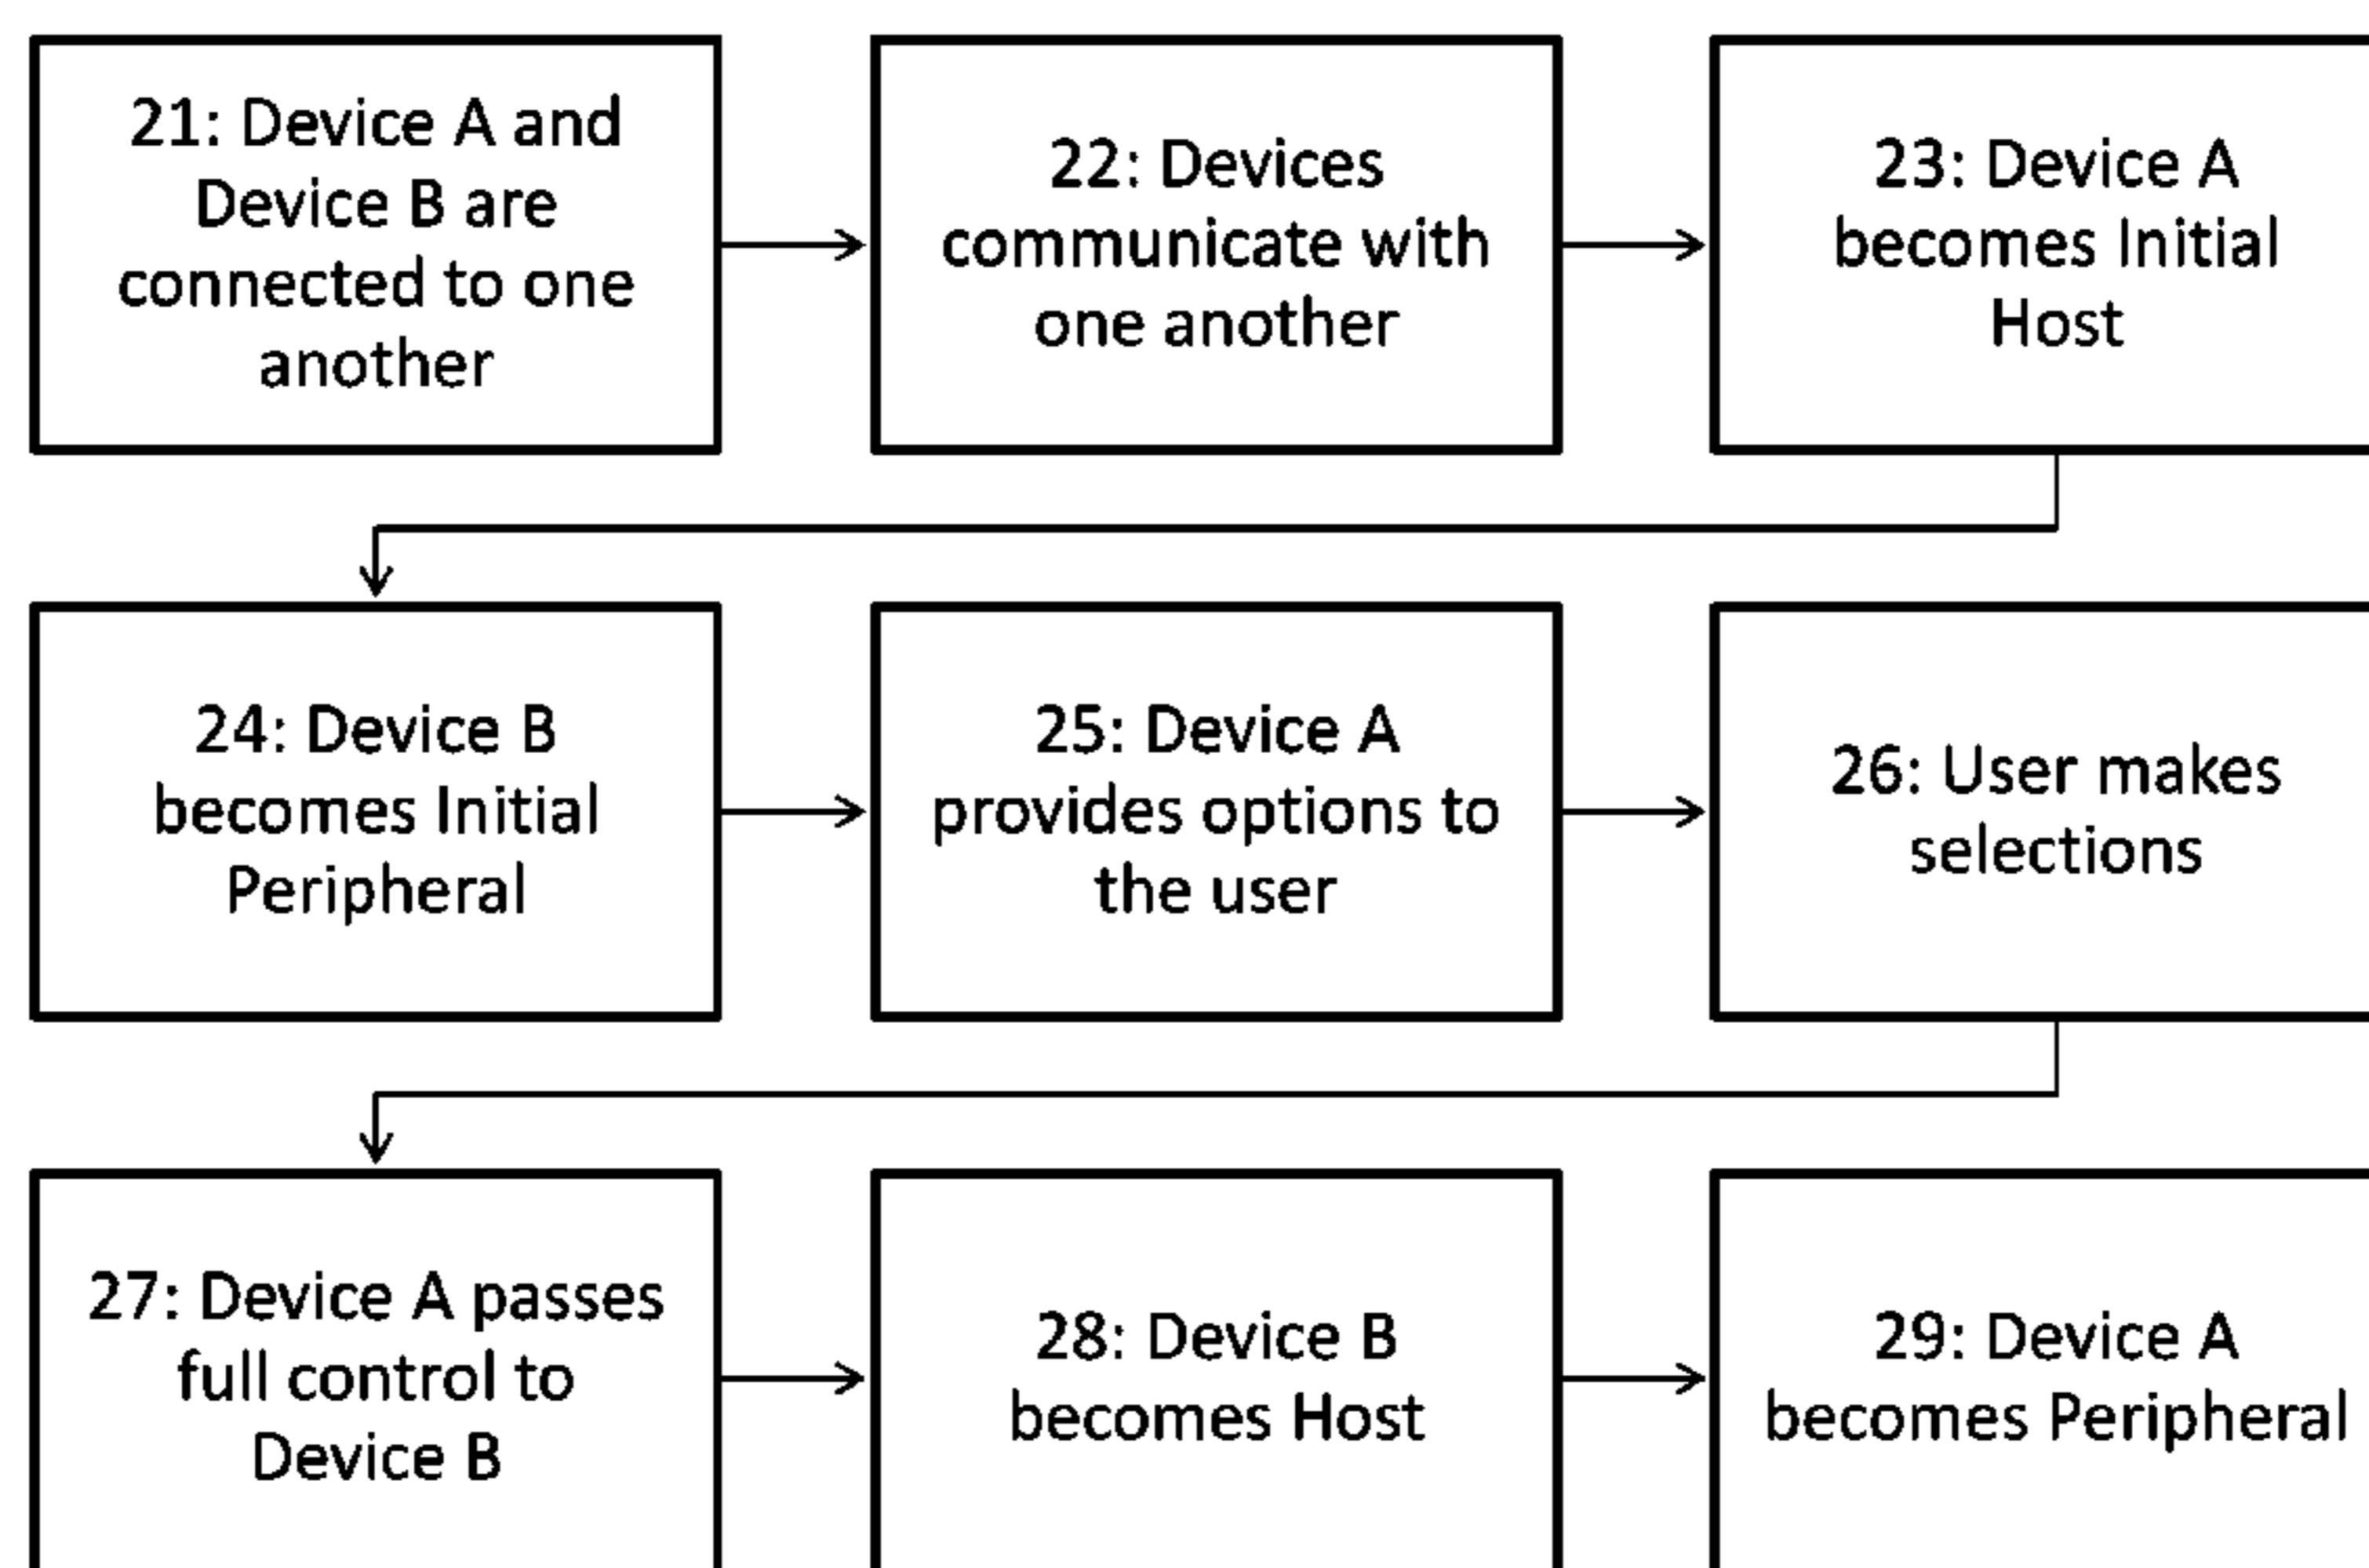 21: Device A and
Device B are
connected to one
another
22: Devices
communicate with
one another
23: Device A
becomes Initial
Host
24: Device B
becomes Initial
Peripheral
25: Device A
provides options to
the user
26: User makes
selections
27: Device A passes
full control to
Device B
28: Device B
becomes Host
29: Device A
becomes Peripheral